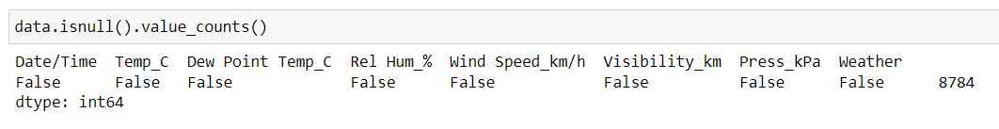 data.isnull().value_counts()
Date/Time Temp_C Dew Point Temp_C Rel Hum_% Wind Speed_km/h Visibility_km Press_kPa Weather
False False False False False False False False 8784
dtype: int64